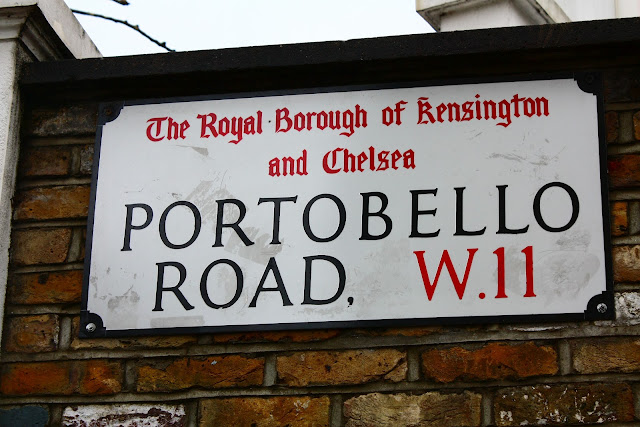 The Royal Borough of Kensington
and Chelsea
PORTOBELLO
ROAD, W.11